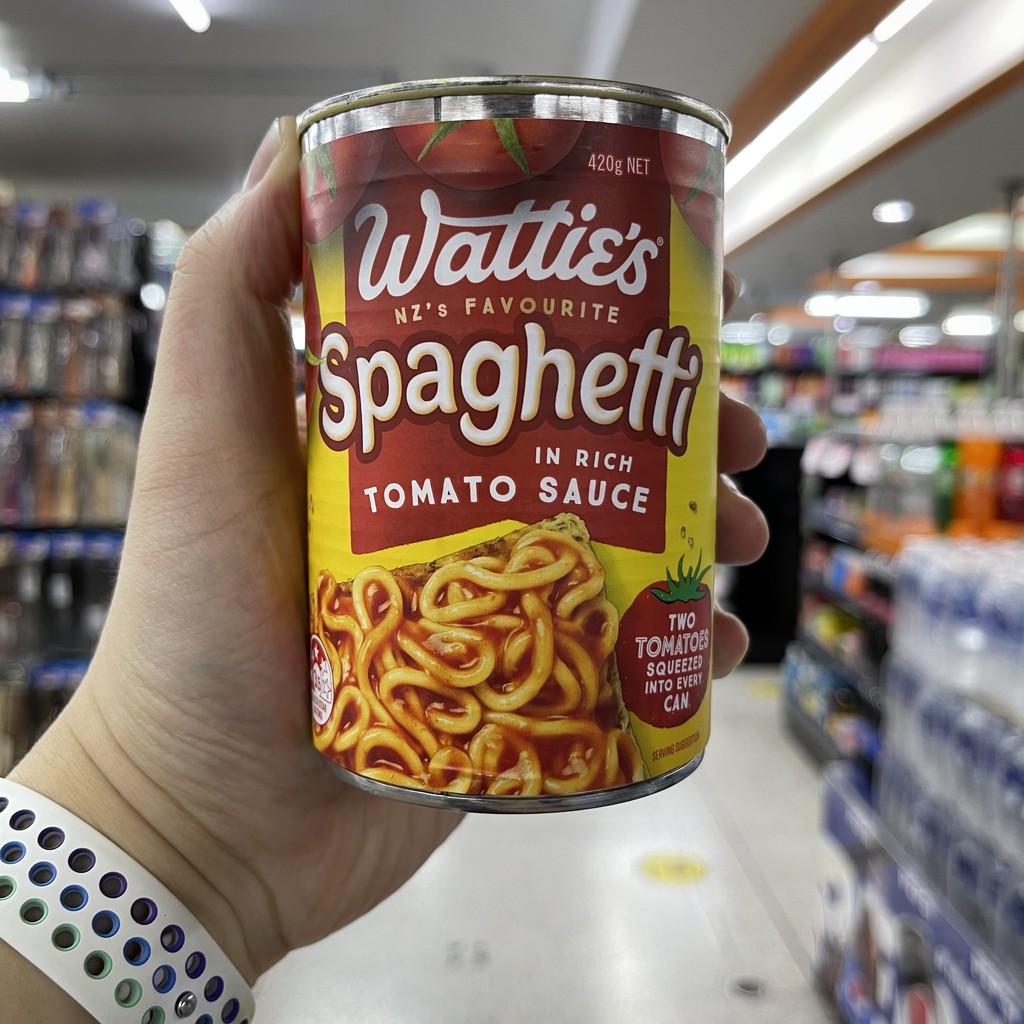 420g NET
Wattie's®
NZ's FAVOURITE
Spaghetti
IN RICH
TOMATO SAUCE
TWO
TOMATOES
SQUEEZED
INTO EVERY
CAN.
SERVING SUGGESTION